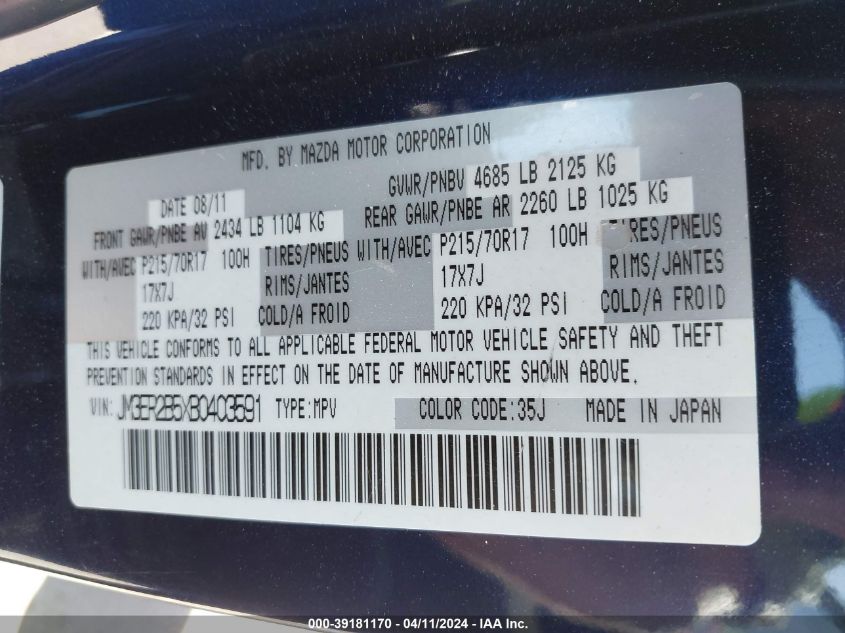 MFD. BY MAZDA MOTOR CORPORATION
DATE 08/11 GVWR/PNBV 4685 LB 2125 KG
FRONT GAWR/PNBE AV 2434 LB 1104 KG REAR GAWR/PNBE AR 2260 LB 1025 KG
WITH/AVEC P215/70R17 100H TIRES/PNEUS WITH/AVEC P215/70R17 100H TIRES/PNEUS
17X7J RIMS/JANTES 17X7J RIMS/JANTES
220 KPA/32 PSI COLD/A FROID 220 KPA/32 PSI COLD/A FROID
THIS VEHICLE CONFORMS TO ALL APPLICABLE FEDERAL MOTOR VEHICLE SAFETY AND THEFT
PREVENTION STANDARDS IN EFFECT ON THE DATE OF MANUFACTURE SHOWN ABOVE.
VIN: JM3ER2B5XB0403591 TYPE:MPV COLOR CODE:35J MADE IN JAPAN
000-39181170 - 04/11/2024 - IAA Inc.